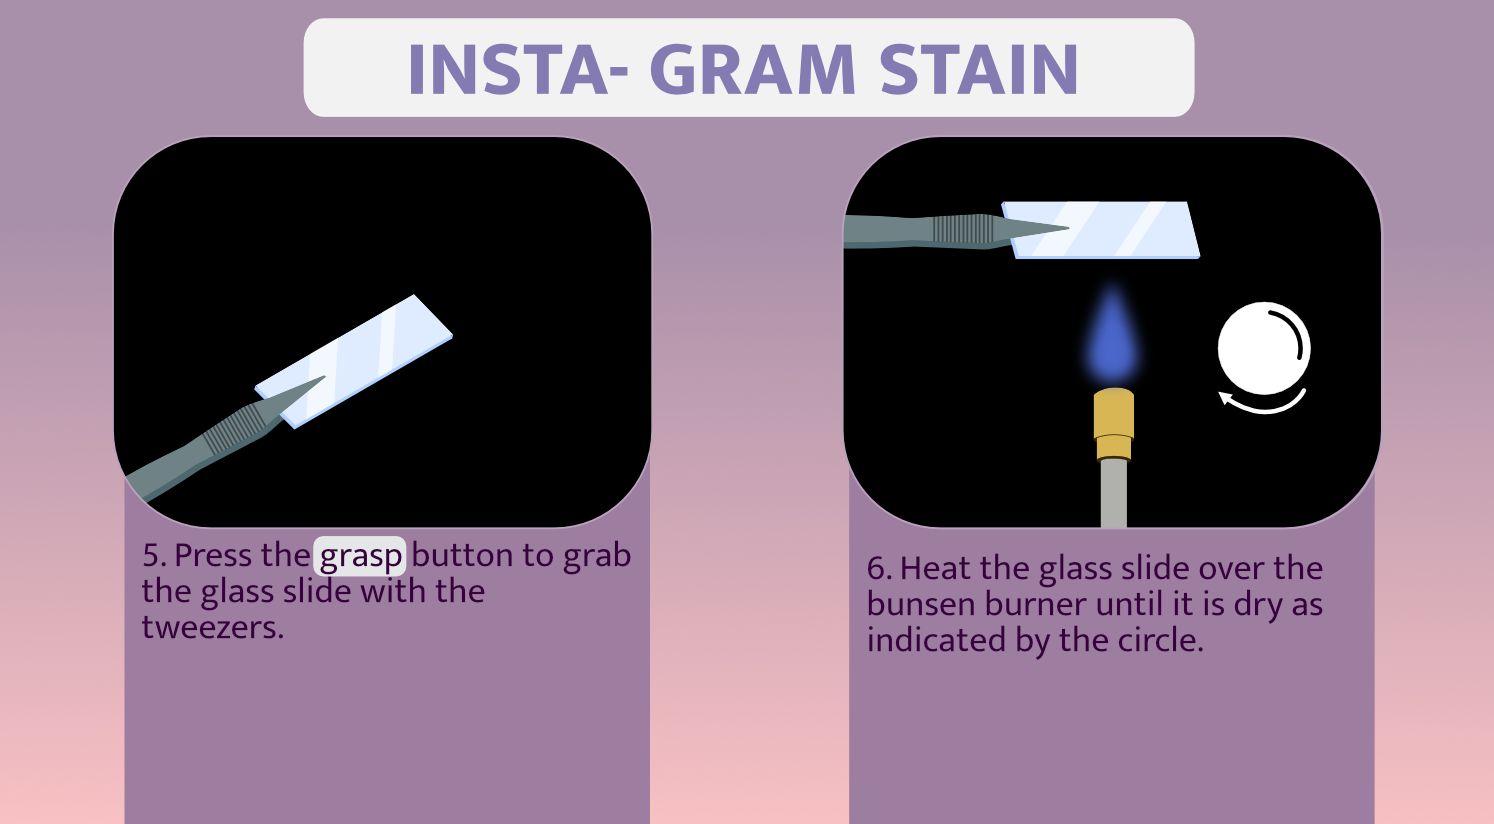 INSTA- GRAM STAIN
5. Press the grasp button to grab
the glass slide with the
tweezers.
6. Heat the glass slide over the
bunsen burner until it is dry as
indicated by the circle.